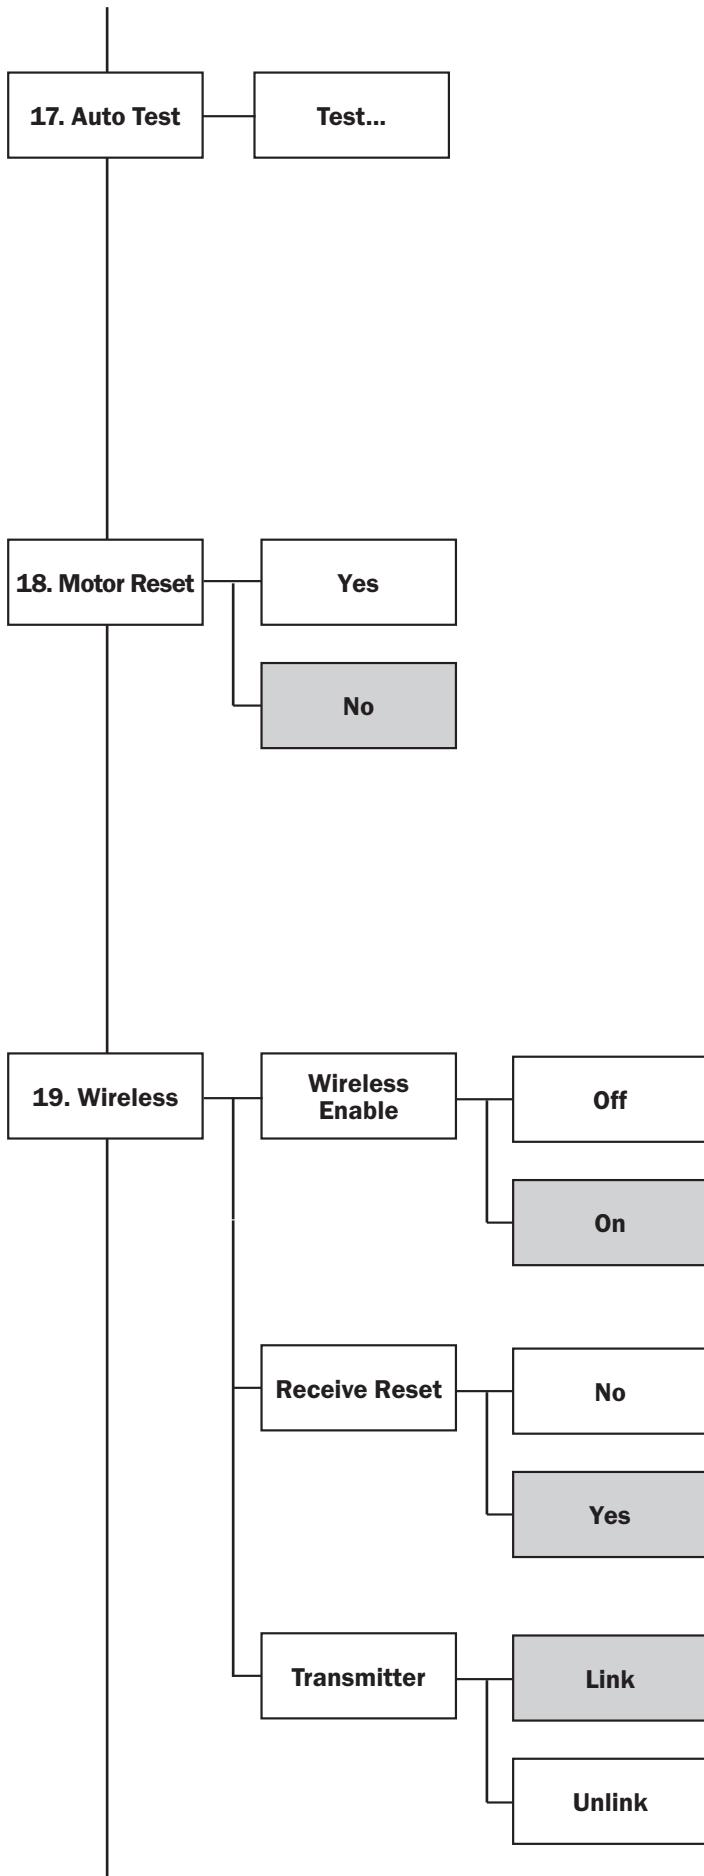 17. Auto Test
Test...
18. Motor Reset
Yes
No
19. Wireless
Wireless
Enable
Off
On
Receive Reset
No
Yes
Transmitter
Link
Unlink